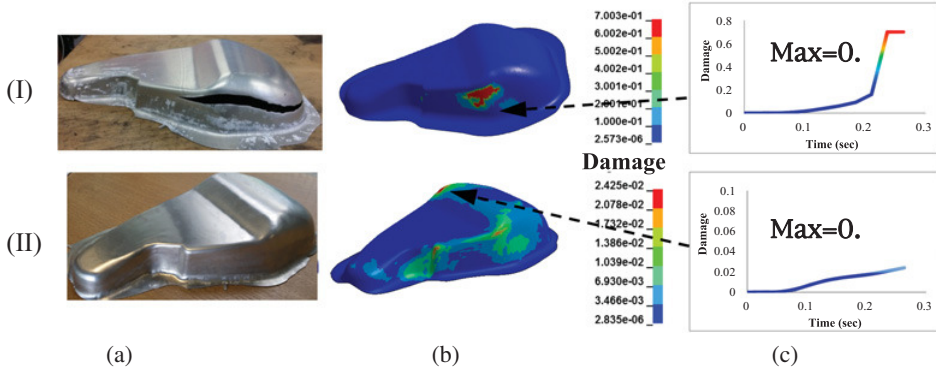 (I)
7.003e-01
6.002e-01
5.002e-01
4.001e-01
2.001e-01
1.000e-01
2.573e-06
Damage
0.8
0.6
0.4
0.2
0
Max=0.
0
0.1
0.2
0.3
Time (sec)
Damage
(II)
2.425e-02
2.078e-02
1.732e-02
1.386e-02
1.039e-02
6.930e-03
3.466e-03
2.835e-06
Damage
0.1
0.08
0.06
0.04
0.02
0
Max=0.
0
0.1
0.2
0.3
Time (sec)
(a)
(b)
(c)